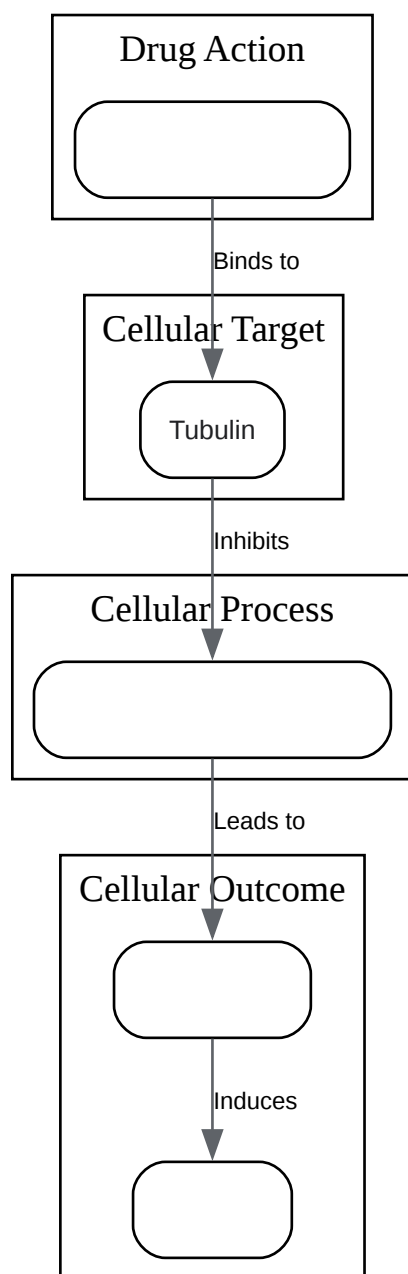 Drug Action
Binds to
Cellular Target
Tubulin
Inhibits
Cellular Process
Leads to
Cellular Outcome
Induces